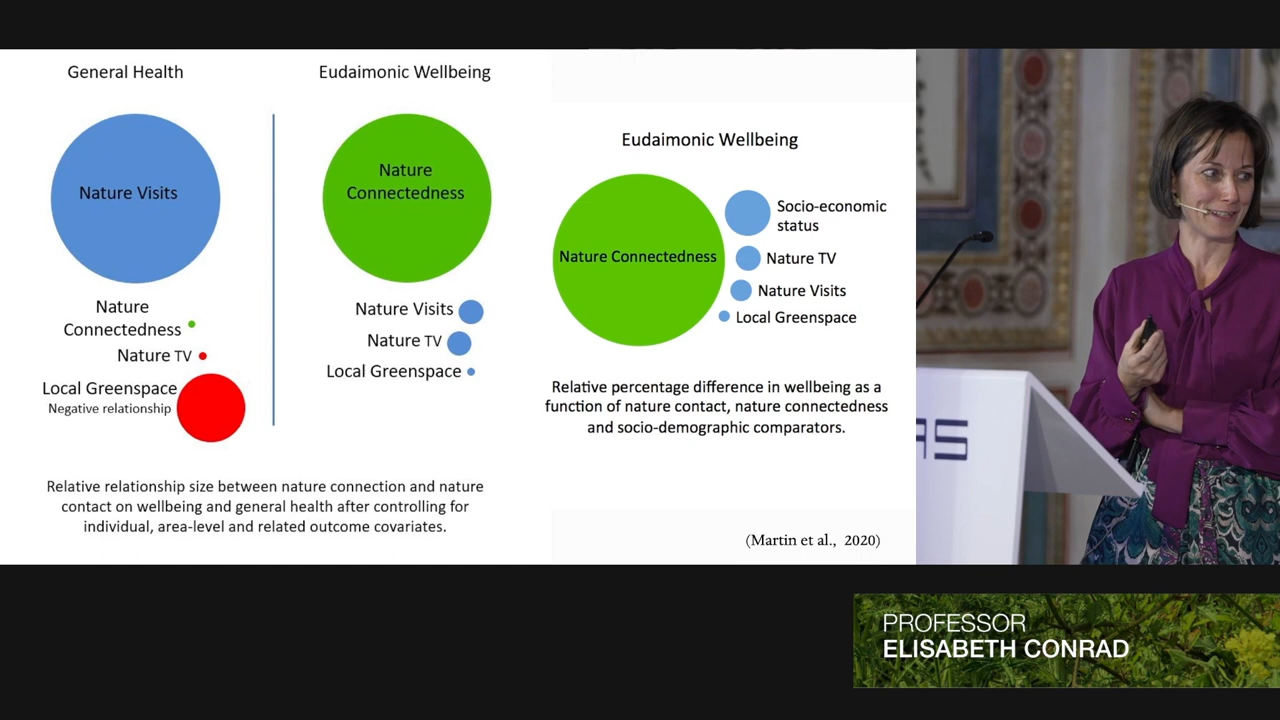 General Health
Nature Visits
Nature
Connectedness
Nature TV
Local Greenspace
Negative relationship
Eudaimonic Wellbeing
Nature
Connectedness
Nature Visits
Nature TV
Local Greenspace
Relative relationship size between nature connection and nature
contact on wellbeing and general health after controlling for
individual, area-level and related outcome covariates.
Eudaimonic Wellbeing
Nature Connectedness
Socio-economic
status
Nature TV
Nature Visits
Local Greenspace
Relative percentage difference in wellbeing as a
function of nature contact, nature connectedness
and socio-demographic comparators.
(Martin et al., 2020)
PROFESSOR
ELISABETH CONRAD